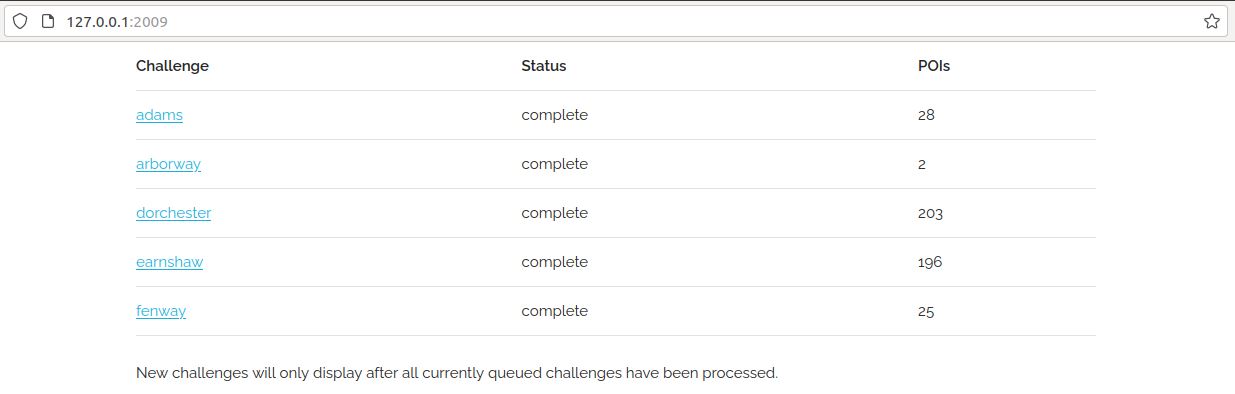 127.0.0.1:2009
Challenge Status POIs
adams complete 28
arborway complete 2
dorchester complete 203
earnshaw complete 196
fenway complete 25
New challenges will only display after all currently queued challenges have been processed.